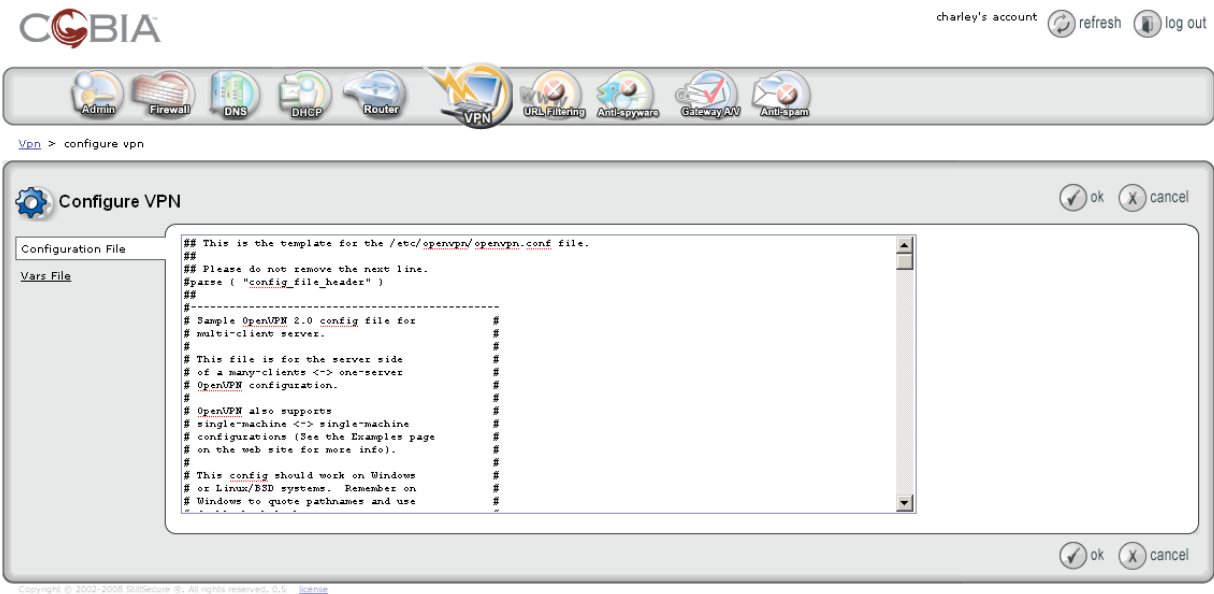 COBIA
charley's account refresh log out
Admin Firewall DNS DHCP Router VPN URL Filtering Anti-spyware Gateway A/V Anti-spam
Vpn > configure vpn
Configure VPN
ok cancel
Configuration File
Vars File
## This is the template for the /etc/openvpn/openvpn.conf file.
##
## Please do not remove the next line.
#parse ( "config_file_header" )
##
#------------------------------------------------
# Sample OpenVPN 2.0 config file for #
# multi-client server. #
# #
# This file is for the server side #
# of a many-clients <-> one-server #
# OpenVPN configuration. #
# #
# OpenVPN also supports #
# single-machine <-> single-machine #
# configurations (See the Examples page #
# on the web site for more info). #
# #
# This config should work on Windows #
# or Linux/BSD systems. Remember on #
# Windows to quote pathnames and use #
ok cancel
Copyright © 2002-2008 StillSecure ®, All rights reserved, 0.5 license